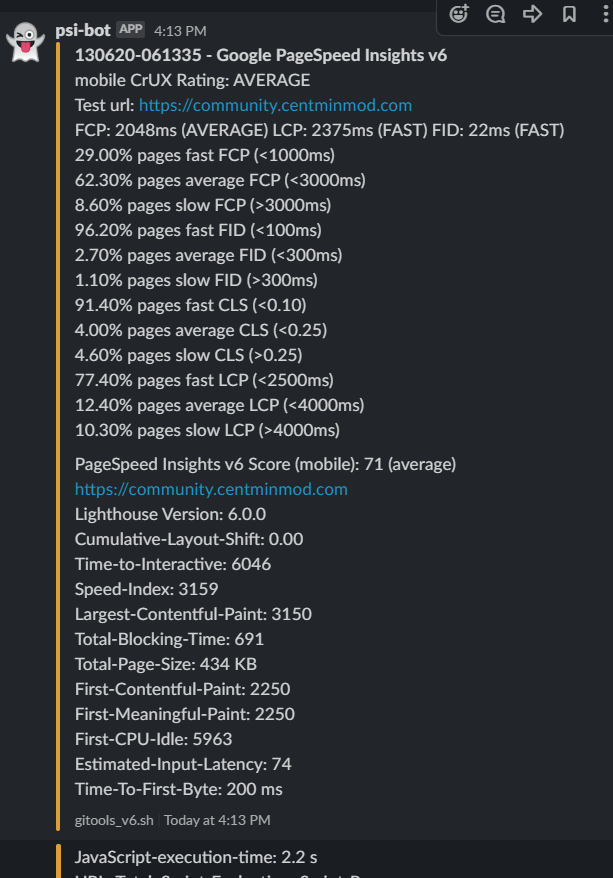 psi-bot APP 4:13 PM
130620-061335 - Google PageSpeed Insights v6
mobile CrUX Rating: AVERAGE
Test url: https://community.centminmod.com
FCP: 2048ms (AVERAGE) LCP: 2375ms (FAST) FID: 22ms (FAST)
29.00% pages fast FCP (<1000ms)
62.30% pages average FCP (<3000ms)
8.60% pages slow FCP (>3000ms)
96.20% pages fast FID (<100ms)
2.70% pages average FID (<300ms)
1.10% pages slow FID (>300ms)
91.40% pages fast CLS (<0.10)
4.00% pages average CLS (<0.25)
4.60% pages slow CLS (>0.25)
77.40% pages fast LCP (<2500ms)
12.40% pages average LCP (<4000ms)
10.30% pages slow LCP (>4000ms)
PageSpeed Insights v6 Score (mobile): 71 (average)
https://community.centminmod.com
Lighthouse Version: 6.0.0
Cumulative-Layout-Shift: 0.00
Time-to-Interactive: 6046
Speed-Index: 3159
Largest-Contentful-Paint: 3150
Total-Blocking-Time: 691
Total-Page-Size: 434 KB
First-Contentful-Paint: 2250
First-Meaningful-Paint: 2250
First-CPU-Idle: 5963
Estimated-Input-Latency: 74
Time-To-First-Byte: 200 ms
gitools_v6.sh Today at 4:13 PM
JavaScript-execution-time: 2.2 s